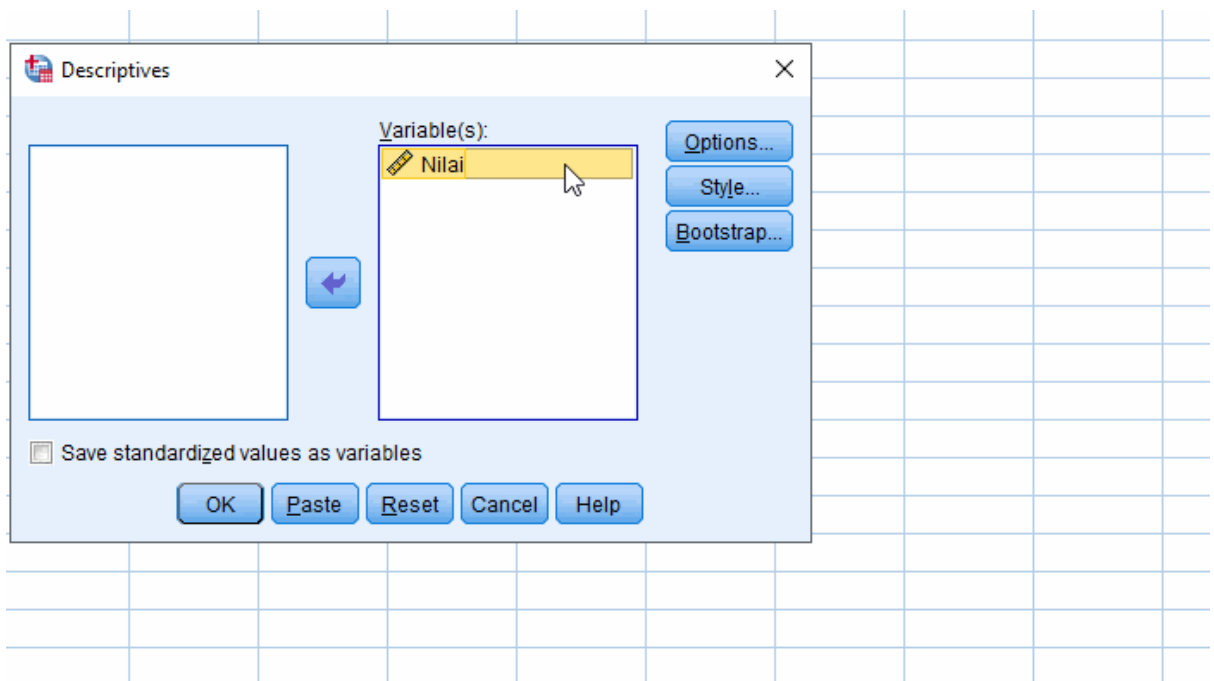 Descriptives
Variable(s):
Nilai
Options...
Style...
Bootstrap...
Save standardized values as variables
OK Paste Reset Cancel Help